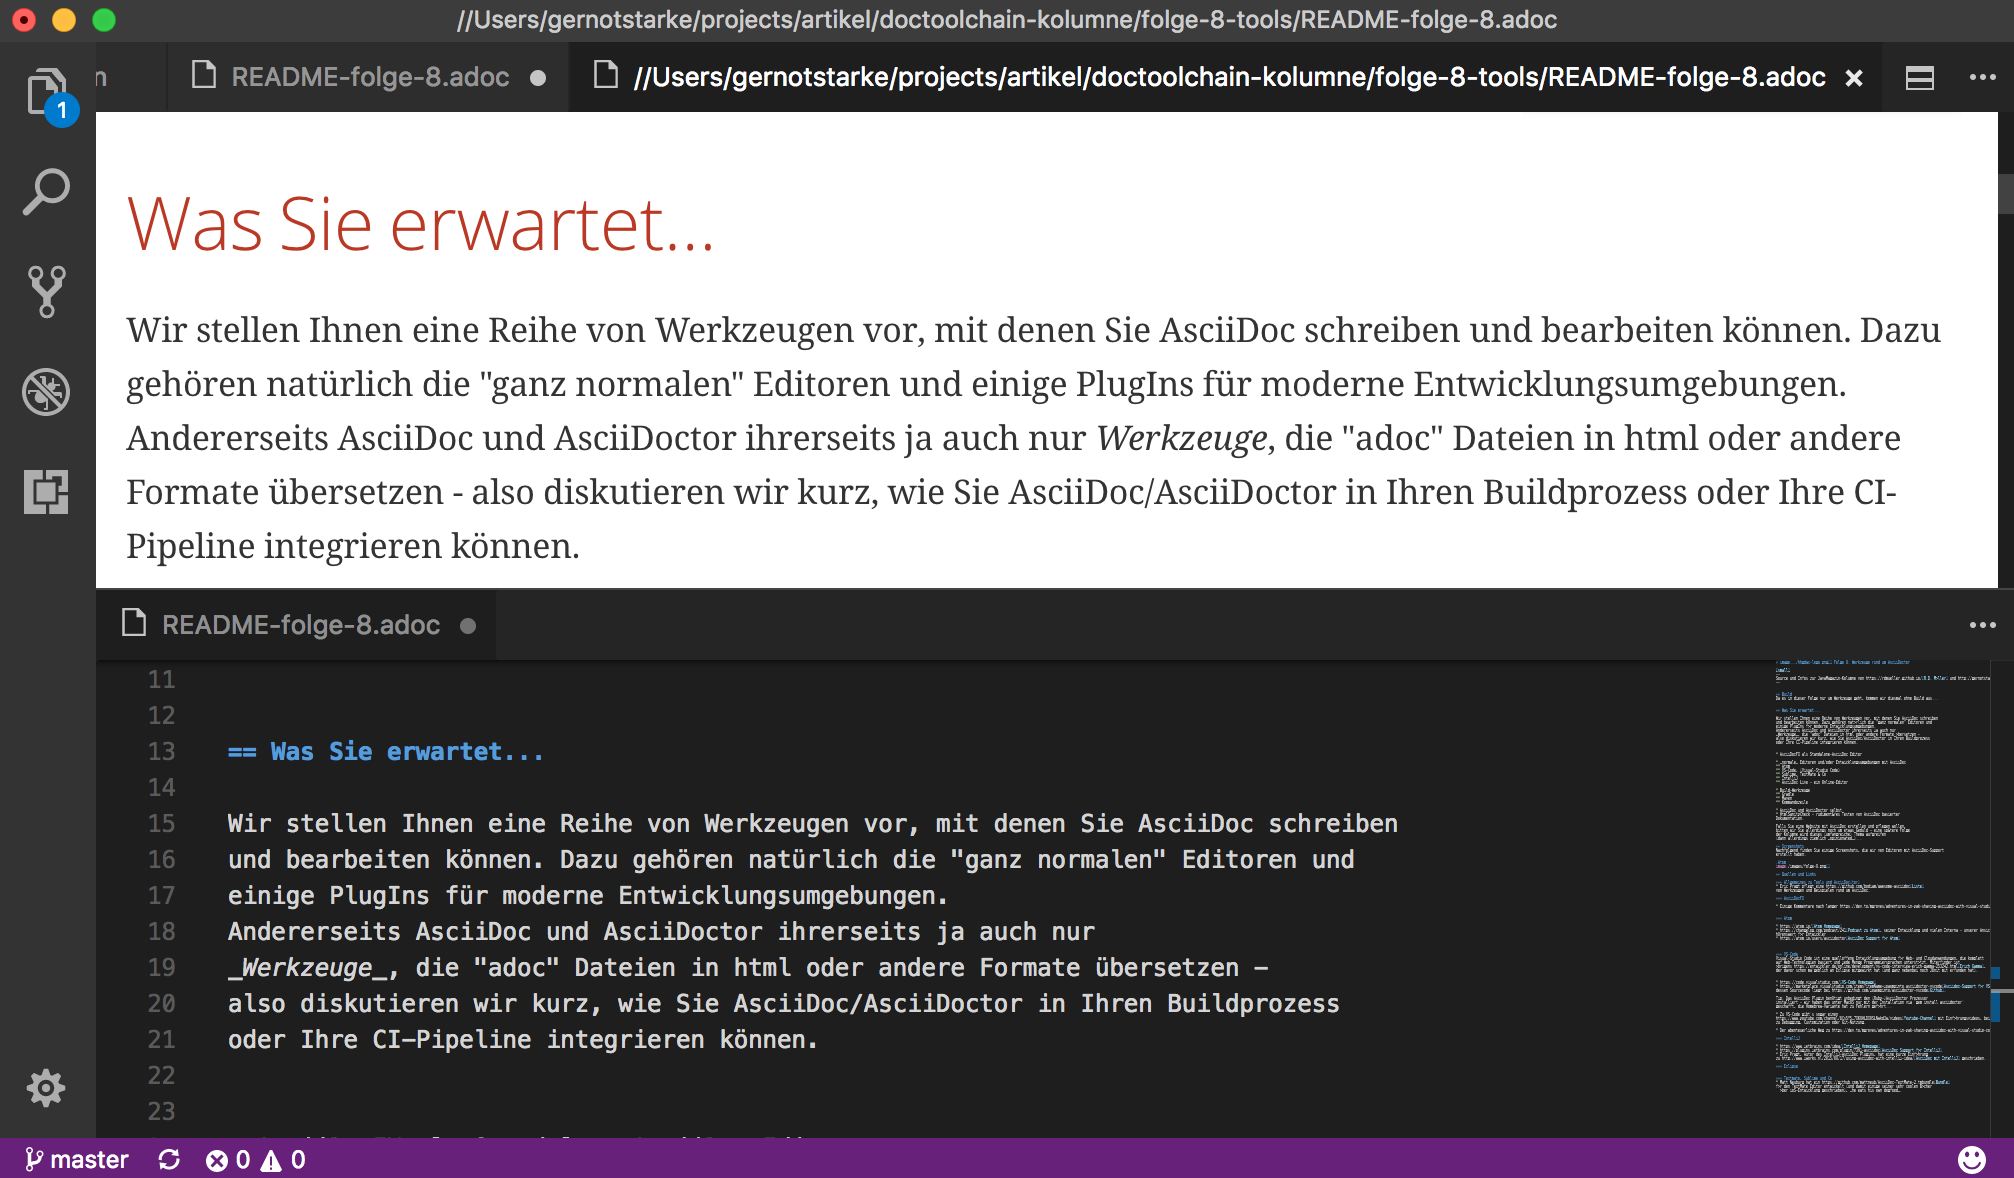 //Users/gernotstarke/projects/artikel/doctoolchain-kolumne/folge-8-tools/README-folge-8.adoc
n
README-folge-8.adoc
//Users/gernotstarke/projects/artikel/doctoolchain-kolumne/folge-8-tools/README-folge-8.adoc
1
Was Sie erwartet...
Wir stellen Ihnen eine Reihe von Werkzeugen vor, mit denen Sie AsciiDoc schreiben und bearbeiten können. Dazu
gehören natürlich die "ganz normalen" Editoren und einige PlugIns für moderne Entwicklungsumgebungen.
Andererseits AsciiDoc und AsciiDoctor ihrerseits ja auch nur Werkzeuge, die "adoc" Dateien in html oder andere
Formate übersetzen - also diskutieren wir kurz, wie Sie AsciiDoc/AsciiDoctor in Ihren Buildprozess oder Ihre CI-
Pipeline integrieren können.
README-folge-8.adoc
11
12
13 == Was Sie erwartet...
14
15 Wir stellen Ihnen eine Reihe von Werkzeugen vor, mit denen Sie AsciiDoc schreiben
16 und bearbeiten können. Dazu gehören natürlich die "ganz normalen" Editoren und
17 einige PlugIns für moderne Entwicklungsumgebungen.
18 Andererseits AsciiDoc und AsciiDoctor ihrerseits ja auch nur
19 _Werkzeuge_, die "adoc" Dateien in html oder andere Formate übersetzen -
20 also diskutieren wir kurz, wie Sie AsciiDoc/AsciiDoctor in Ihren Buildprozess
21 oder Ihre CI-Pipeline integrieren können.
22
23
master 0 0